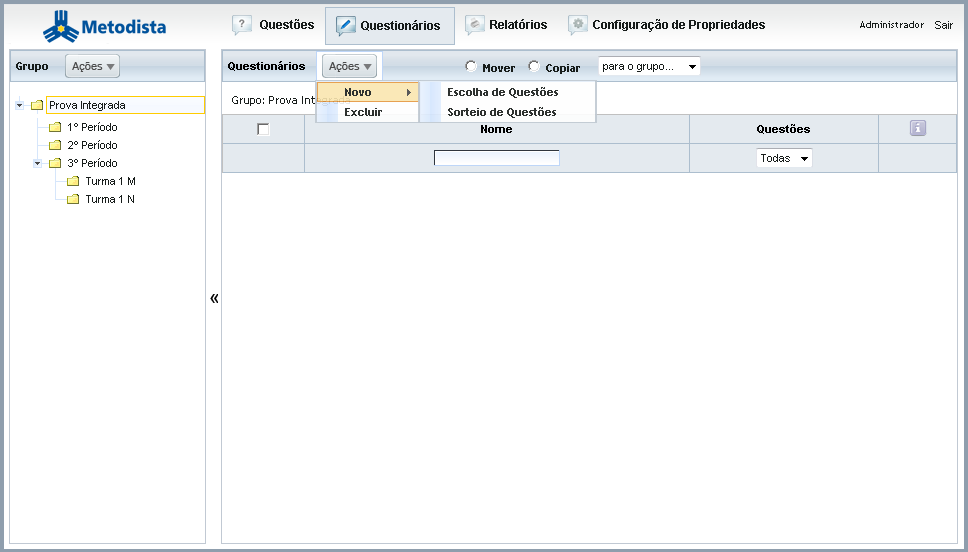 Metodista
Questões
Questionários
Relatórios
Configuração de Propriedades
Administrador
Sair
Grupo
Ações
Questionários
Ações
Mover
Copiar
para o grupo...
Novo
Escolha de Questões
Excluir
Sorteio de Questões
Prova Integrada
1º Período
2º Período
3º Período
Turma 1 M
Turma 1 N
Grupo: Prova Integrada
Nome
Questões
Todas
«